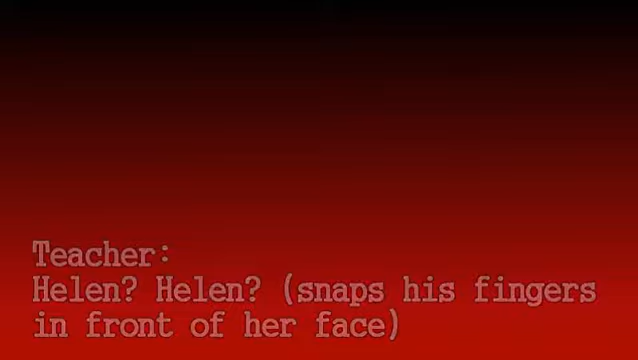 Teacher:
Helen? Helen? (snaps his fingers
in front of her face)